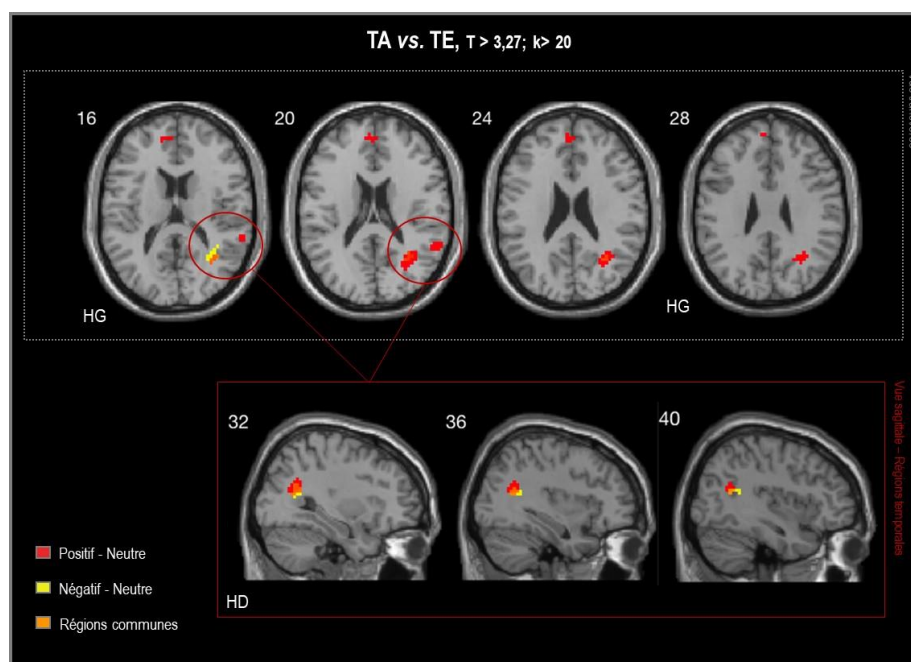 TA vs. TE, T > 3,27; k> 20
16
20
24
28
HG
HG
32
36
40
HD
Vue sagittale – Régions temporales
Positif - Neutre
Négatif - Neutre
Régions communes